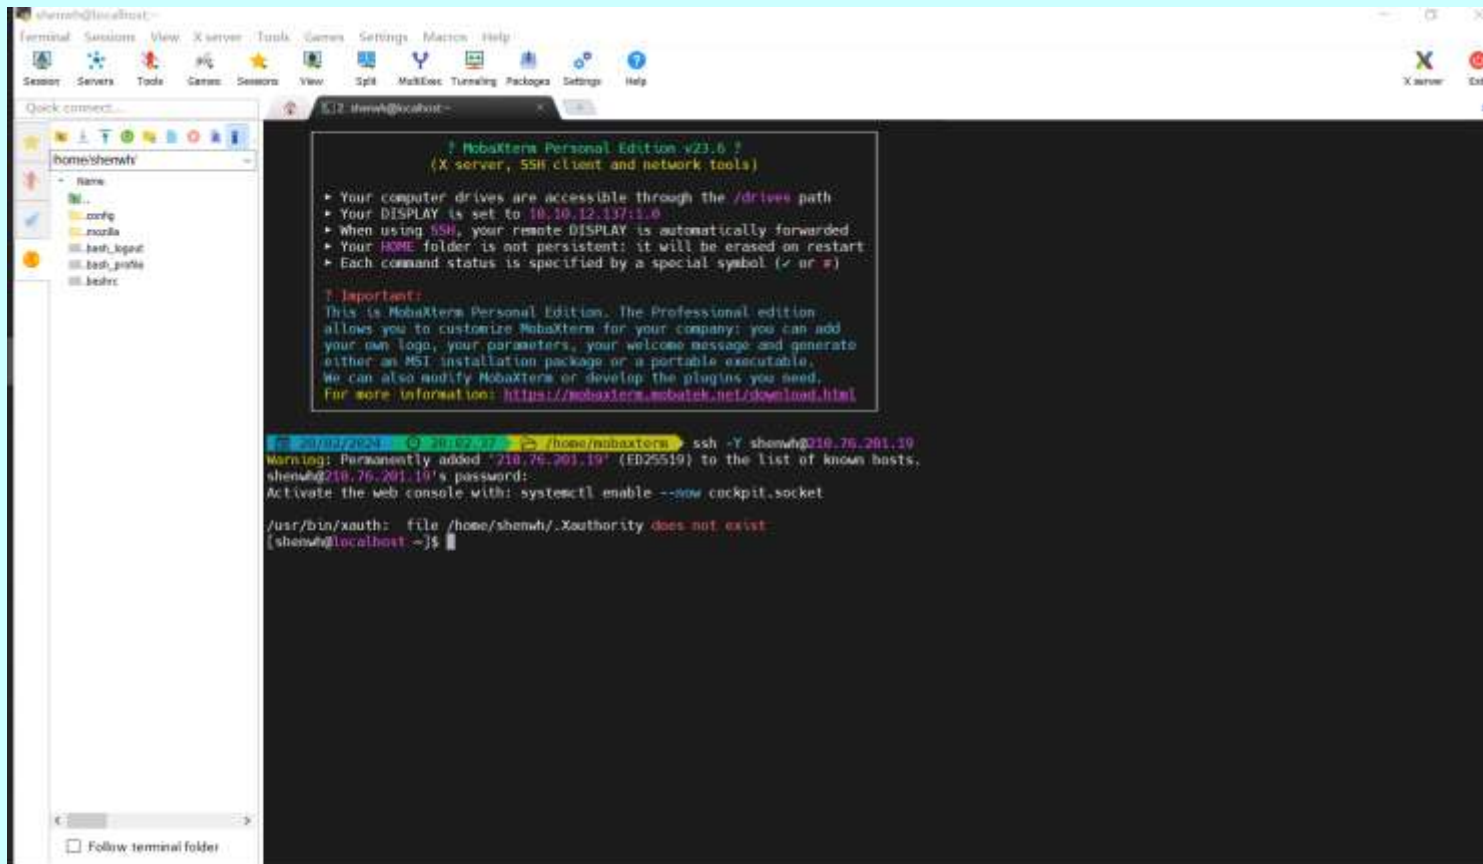 shenwh@localhost:~
Terminal Sessions View X server Tools Games Settings Macros Help
Session Servers Tools Games Sessions View Split MultiExec Tunneling Packages Settings Help
X server Exit
Quick connect...
2. shenwh@localhost:~
/home/shenwh/
Name
..
.config
.mozilla
.bash_logout
.bash_profile
.bashrc
Follow terminal folder
? MobaXterm Personal Edition v23.6 ?
(X server, SSH client and network tools)
► Your computer drives are accessible through the /drives path
► Your DISPLAY is set to 10.10.12.137:1.0
► When using SSH, your remote DISPLAY is automatically forwarded
► Your HOME folder is not persistent: it will be erased on restart
► Each command status is specified by a special symbol (✓ or ✗)
? Important:
This is MobaXterm Personal Edition. The Professional edition
allows you to customize MobaXterm for your company: you can add
your own logo, your parameters, your welcome message and generate
either an MSI installation package or a portable executable.
We can also modify MobaXterm or develop the plugins you need.
For more information: https://mobaxterm.mobatek.net/download.html
/home/mobaxterm ssh -Y shenwh@210.76.201.19
Warning: Permanently added '210.76.201.19' (ED25519) to the list of known hosts.
shenwh@210.76.201.19's password:
Activate the web console with: systemctl enable --now cockpit.socket
/usr/bin/xauth: file /home/shenwh/.Xauthority does not exist
[shenwh@localhost ~]$